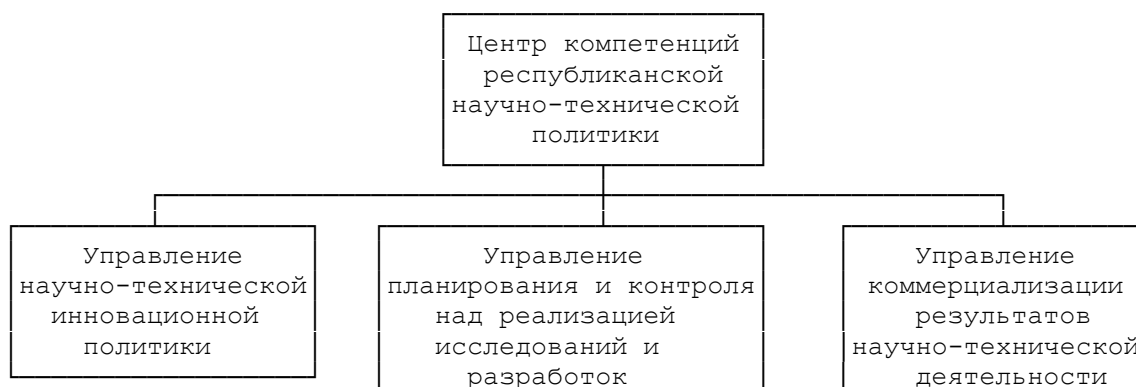 Центр компетенций
республиканской
научно-технической
политики
Управление
научно-технической
инновационной
политики
Управление
планирования и контроля
над реализацией
исследований и
разработок
Управление
коммерциализации
результатов
научно-технической
деятельности